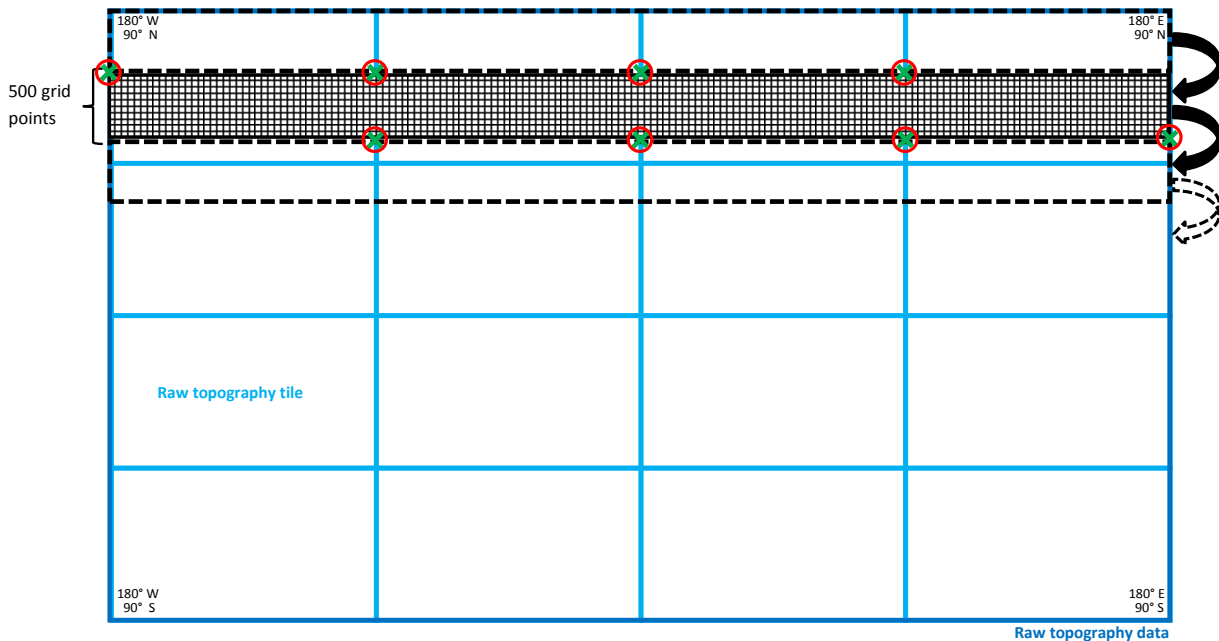 180° W
90° N
180° E
90° N
500 grid
points
Raw topography tile
180° W
90° S
180° E
90° S
Raw topography data